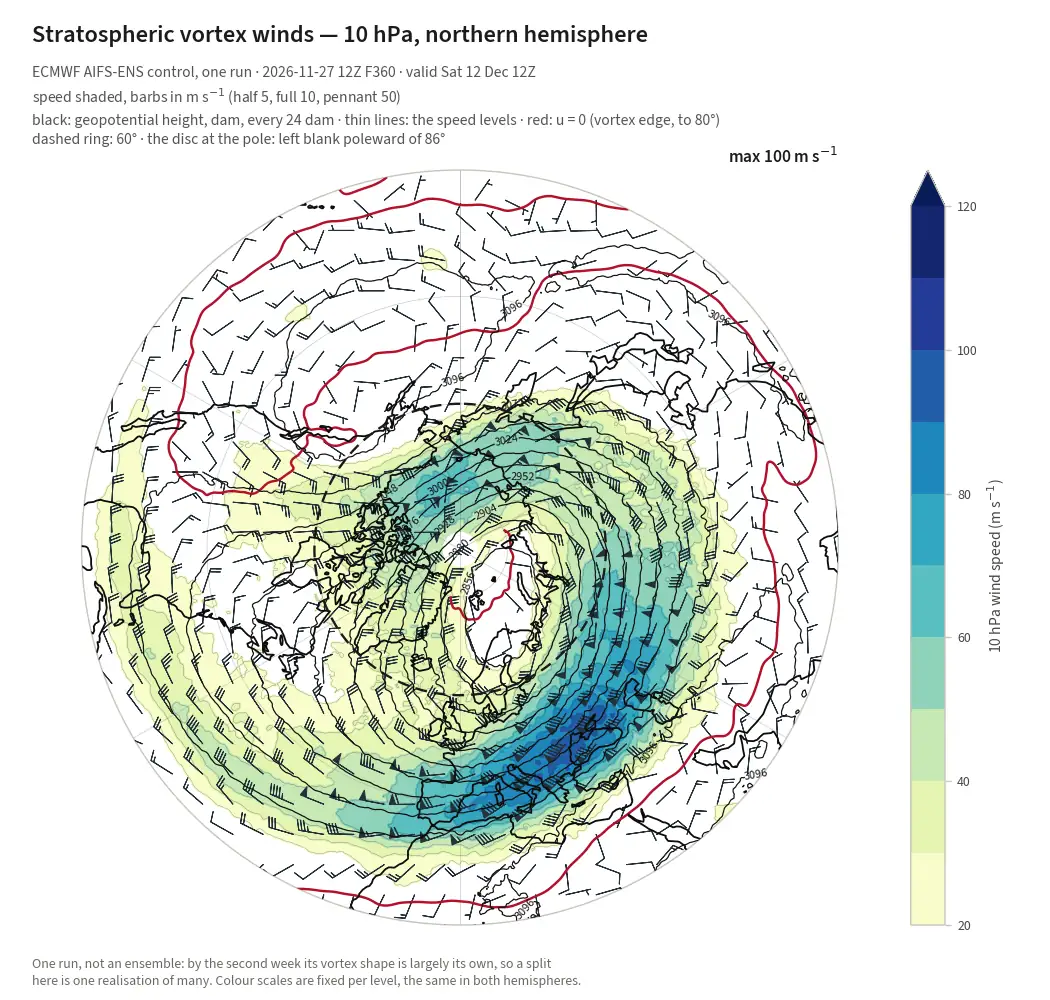 Stratospheric vortex winds — 10 hPa, northern hemisphere
ECMWF AIFS-ENS control, one run · 2026-11-27 12Z F360 · valid Sat 12 Dec 12Z
speed shaded, barbs in m s⁻¹ (half 5, full 10, pennant 50)
black: geopotential height, dam, every 24 dam · thin lines: the speed levels · red: u = 0 (vortex edge, to 80°)
dashed ring: 60° · the disc at the pole: left blank poleward of 86°
max 100 m s⁻¹
120
100
80
60
40
20
10 hPa wind speed (m s⁻¹)
3096
3096
3096
3024
2952
3000
2904
2880
2856
3096
3096
3096
One run, not an ensemble: by the second week its vortex shape is largely its own, so a split
here is one realisation of many. Colour scales are fixed per level, the same in both hemispheres.